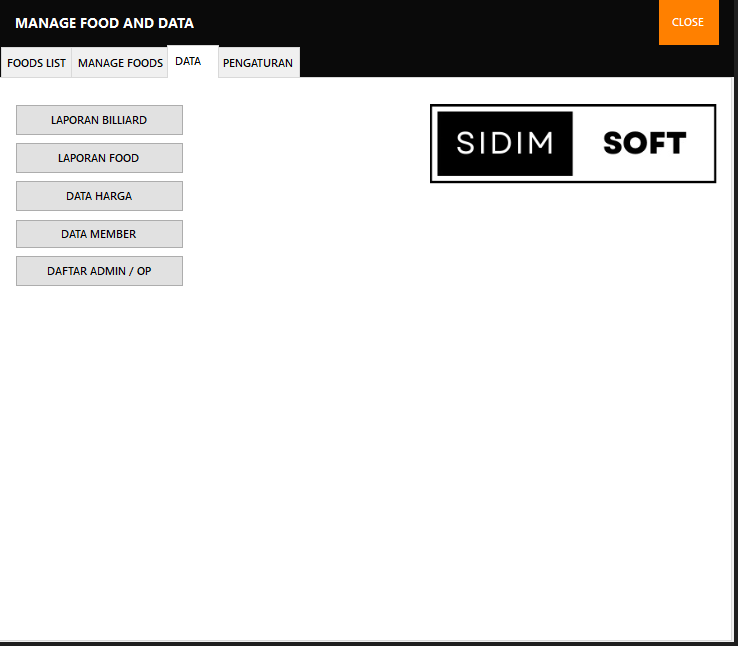 MANAGE FOOD AND DATA
CLOSE
FOODS LIST
MANAGE FOODS
DATA
PENGATURAN
LAPORAN BILLIARD
LAPORAN FOOD
DATA HARGA
DATA MEMBER
DAFTAR ADMIN / OP
SIDIM SOFT